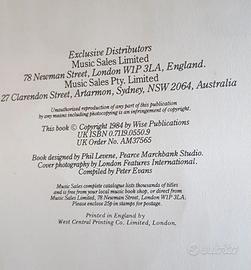 Exclusive Distributors
Music Sales Limited
78 Newman Street, London W1P 3LA, England.
Music Sales Pty. Limited
27 Clarendon Street, Artarmon, Sydney, NSW 2064, Australia
Unauthorised reproduction of any part of this publication
by any means including photocopying is an infringement of copyright.
This book © Copyright 1984 by Wise Publications
UK ISBN 0.7119.0550.9
UK Order No. AM37565
Book designed by Phil Levene, Pearce Marchbank Studio.
Cover photography by London Features International.
Compiled by Peter Evans
Music Sales complete catalogue lists thousands of titles
and is free from your local music book shop, or direct from
Music Sales Limited, 78 Newman Street, London W1P 3LA.
Please enclose 25p in stamps for postage.
Printed in England by
West Central Printing Co. Limited, London.
subito